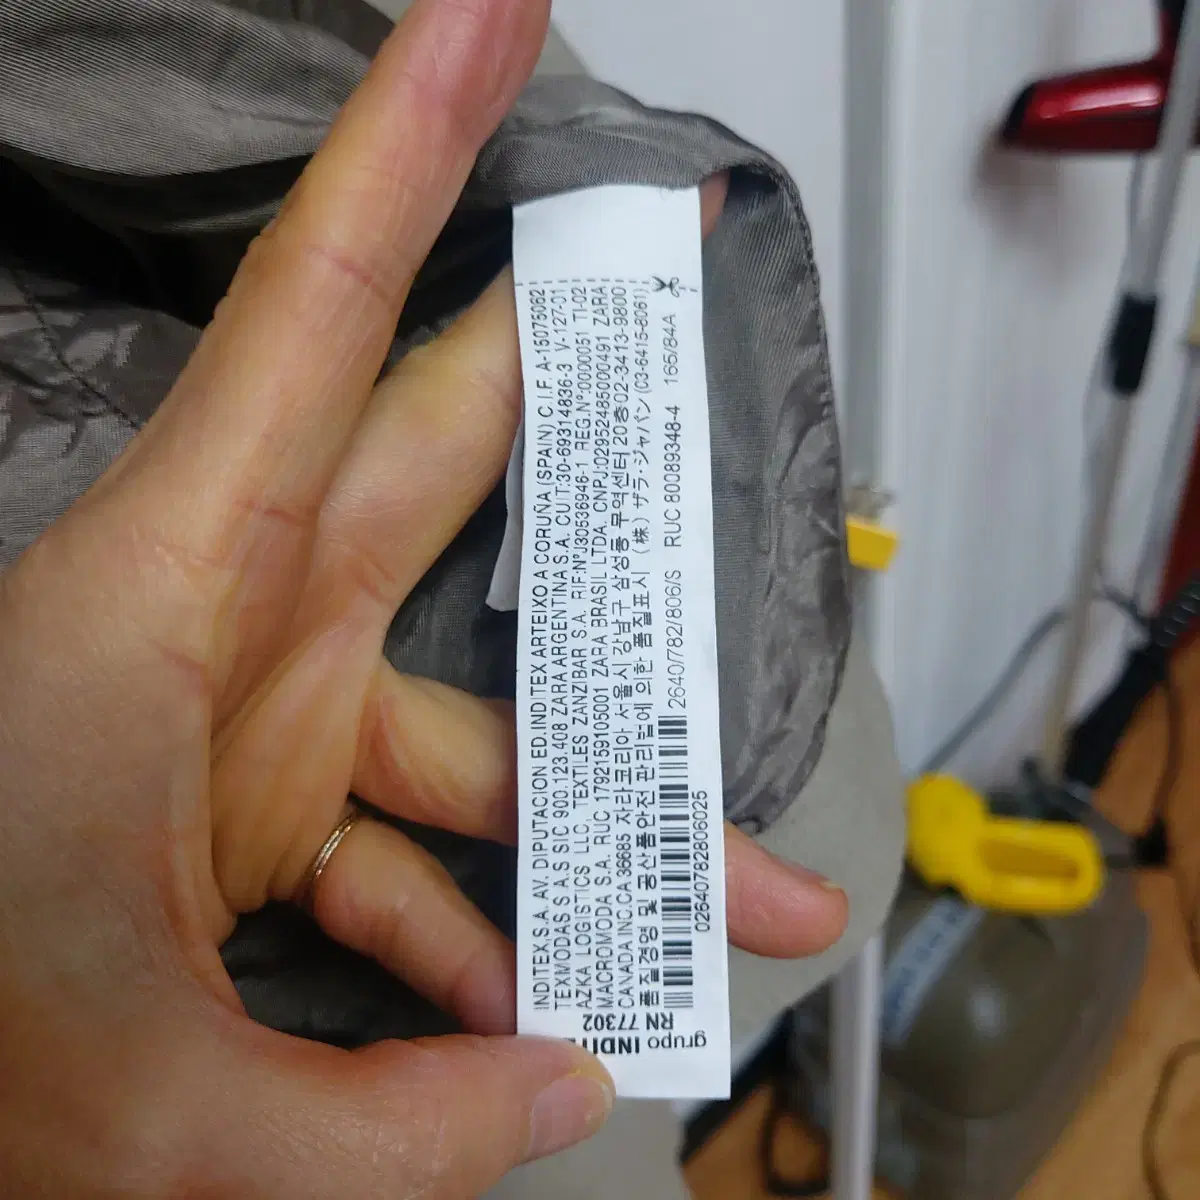 INDITEX,S.A. AV. DIPUTACION ED.INDITEX ARTEIXO A CORUÑA (SPAIN) C.I.F. A-15075062
TEXMODAS S A.S SIC 900.123.408 ZARA ARGENTINA S.A. CUIT:30-69314836-3 V-127-01
AZKA LOGISTICS LLC, TEXTILES ZANZIBAR S.A. RIF:NºJ30536946-1 REG.Nº:0000051 TI-02
MACROMODA S.A. RUC 1792159105001 ZARA BRASIL LTDA. CNPJ:02952485000491 ZARA
CANADA INC.CA 36685 자라코리아 서울시 강남구 삼성동 무역센터 20층02-3413-9800
품질경영 및 공산품안전 관리법에 의한 품질표시 (株) ザラ・ジャパン (03-6415-8061)
2640/782/806/S RUC 80089348-4 165/84A
02640782806025
grupo
RN 77302